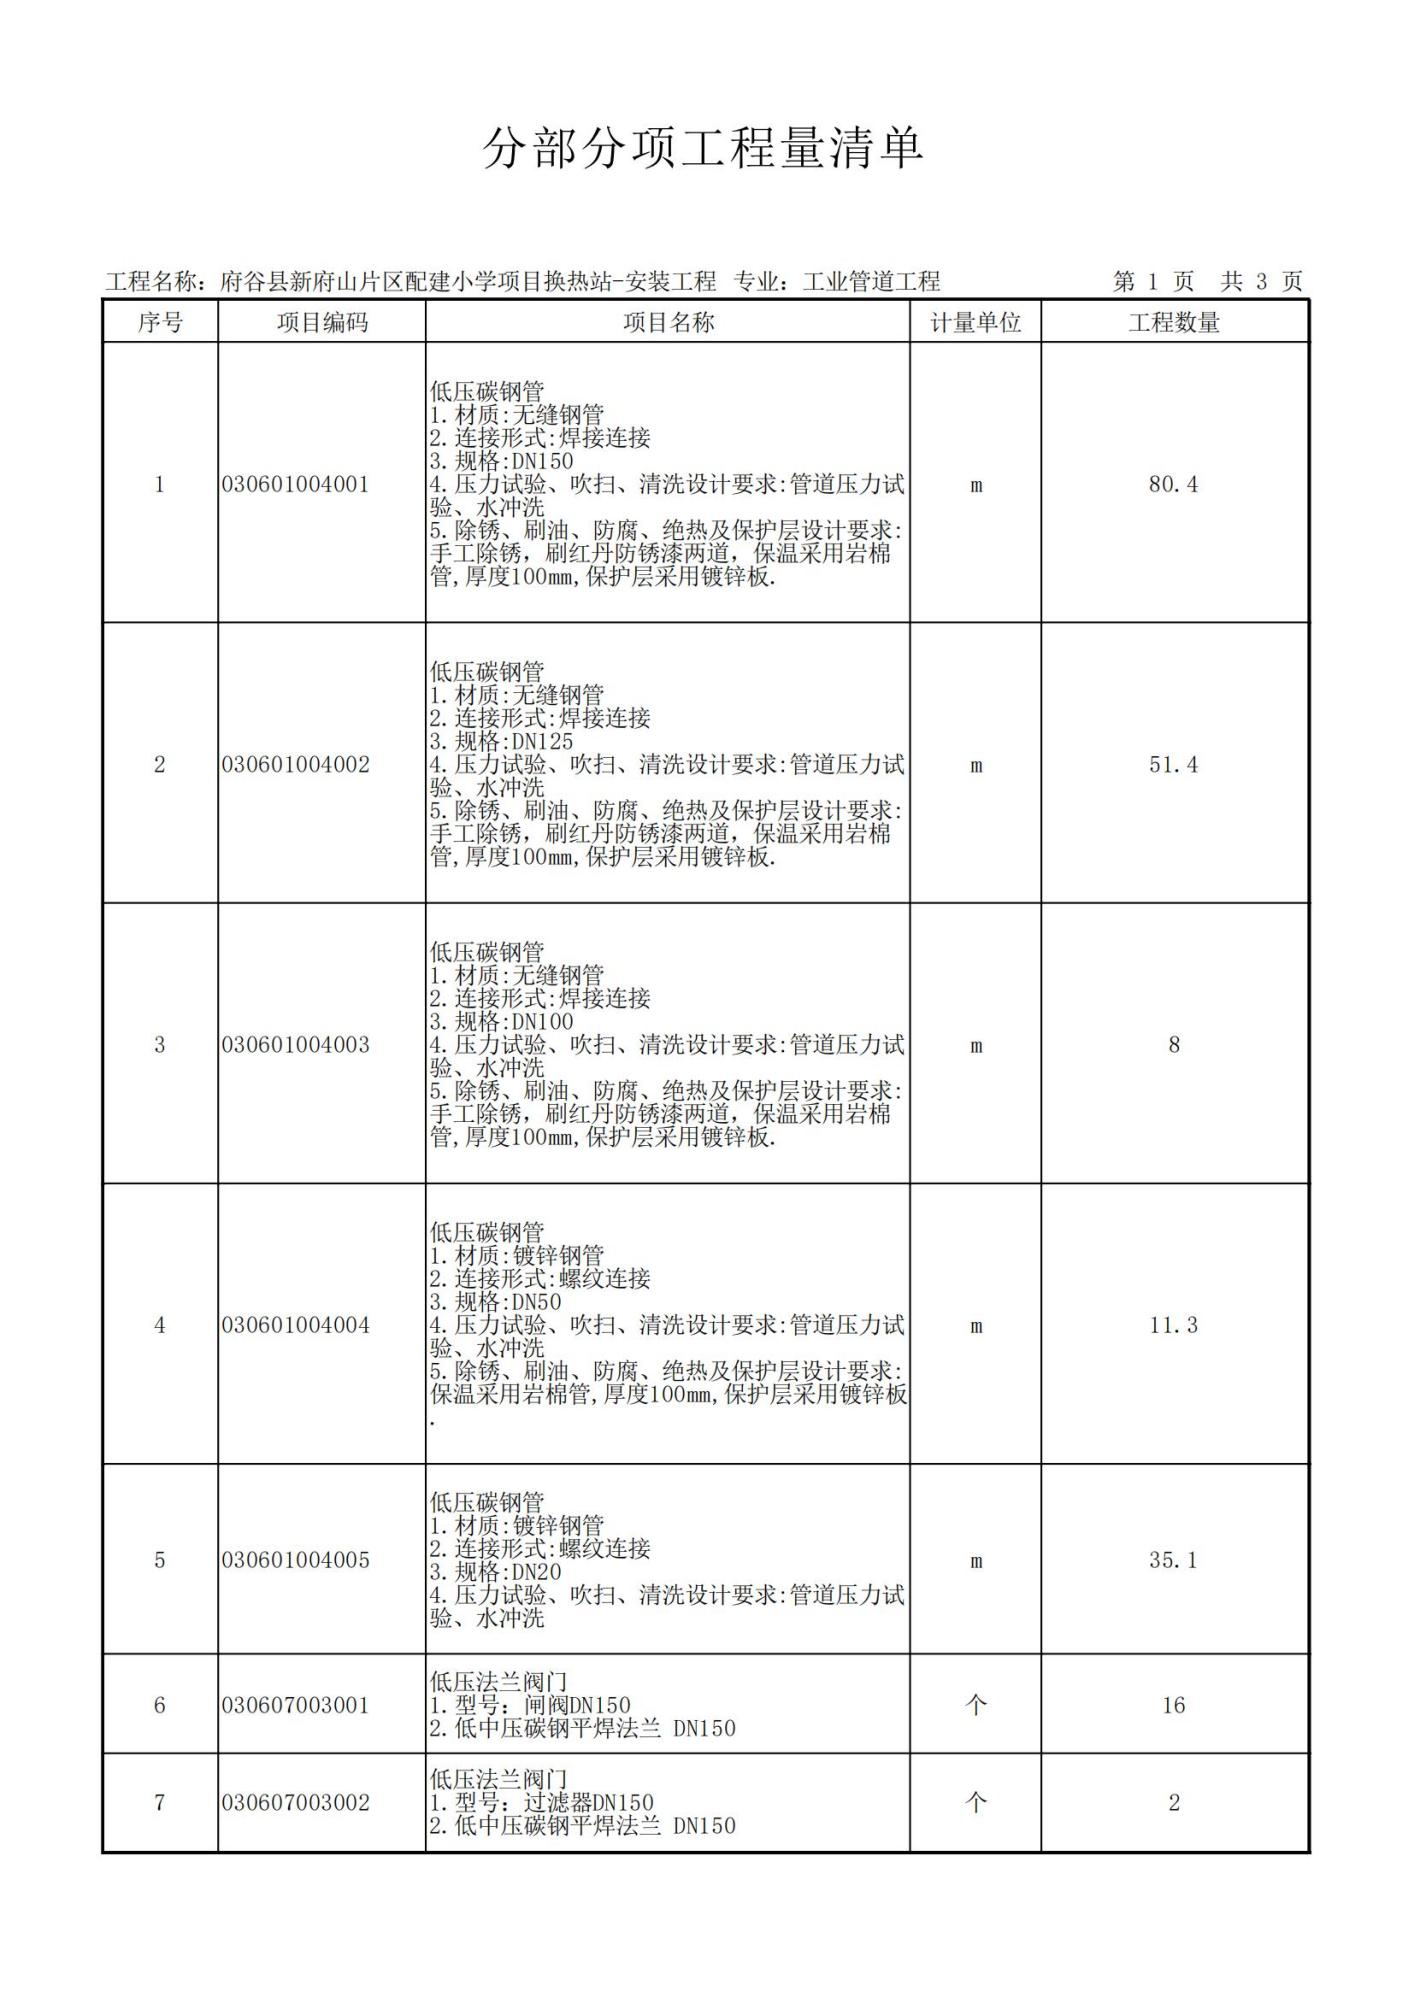 分部分项工程量清单
工程名称：府谷县新府山片区配建小学项目换热站-安装工程 专业：工业管道工程 第 1 页 共 3 页
序号 项目编码 项目名称 计量单位 工程数量
1 030601004001 m 80.4
低压碳钢管
1.材质:无缝钢管
2.连接形式:焊接连接
3.规格:DN150
4.压力试验、吹扫、清洗设计要求:管道压力试
验、水冲洗
5.除锈、刷油、防腐、绝热及保护层设计要求:
手工除锈，刷红丹防锈漆两道，保温采用岩棉
管,厚度100mm,保护层采用镀锌板.
2 030601004002 m 51.4
低压碳钢管
1.材质:无缝钢管
2.连接形式:焊接连接
3.规格:DN125
4.压力试验、吹扫、清洗设计要求:管道压力试
验、水冲洗
5.除锈、刷油、防腐、绝热及保护层设计要求:
手工除锈，刷红丹防锈漆两道，保温采用岩棉
管,厚度100mm,保护层采用镀锌板.
3 030601004003 m 8
低压碳钢管
1.材质:无缝钢管
2.连接形式:焊接连接
3.规格:DN100
4.压力试验、吹扫、清洗设计要求:管道压力试
验、水冲洗
5.除锈、刷油、防腐、绝热及保护层设计要求:
手工除锈，刷红丹防锈漆两道，保温采用岩棉
管,厚度100mm,保护层采用镀锌板.
4 030601004004 m 11.3
低压碳钢管
1.材质:镀锌钢管
2.连接形式:螺纹连接
3.规格:DN50
4.压力试验、吹扫、清洗设计要求:管道压力试
验、水冲洗
5.除锈、刷油、防腐、绝热及保护层设计要求:
保温采用岩棉管,厚度100mm,保护层采用镀锌板
.
5 030601004005 m 35.1
低压碳钢管
1.材质:镀锌钢管
2.连接形式:螺纹连接
3.规格:DN20
4.压力试验、吹扫、清洗设计要求:管道压力试
验、水冲洗
6 030607003001 个 16
低压法兰阀门
1.型号：闸阀DN150
2.低中压碳钢平焊法兰 DN150
7 030607003002 个 2
低压法兰阀门
1.型号：过滤器DN150
2.低中压碳钢平焊法兰 DN150